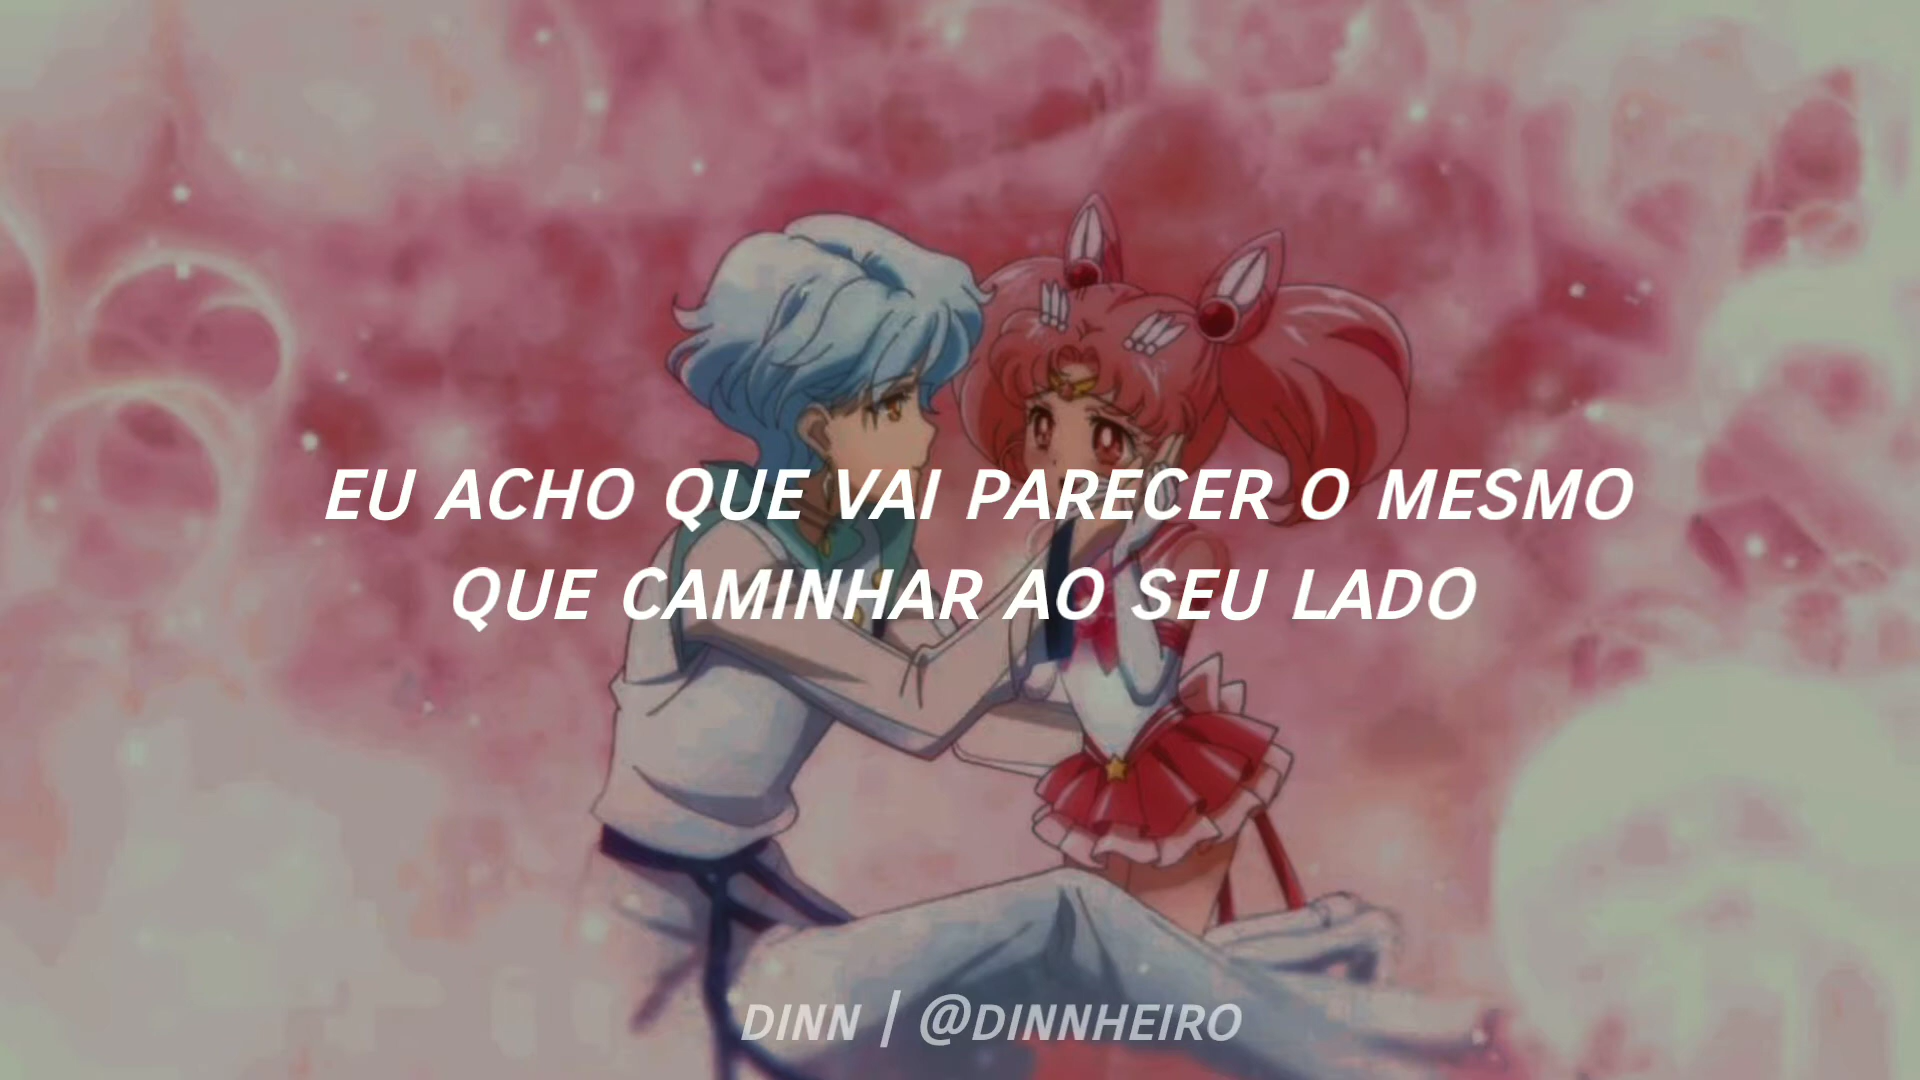 EU ACHO QUE VAI PARECER O MESMO
QUE CAMINHAR AO SEU LADO
DINN | @DINNHEIRO